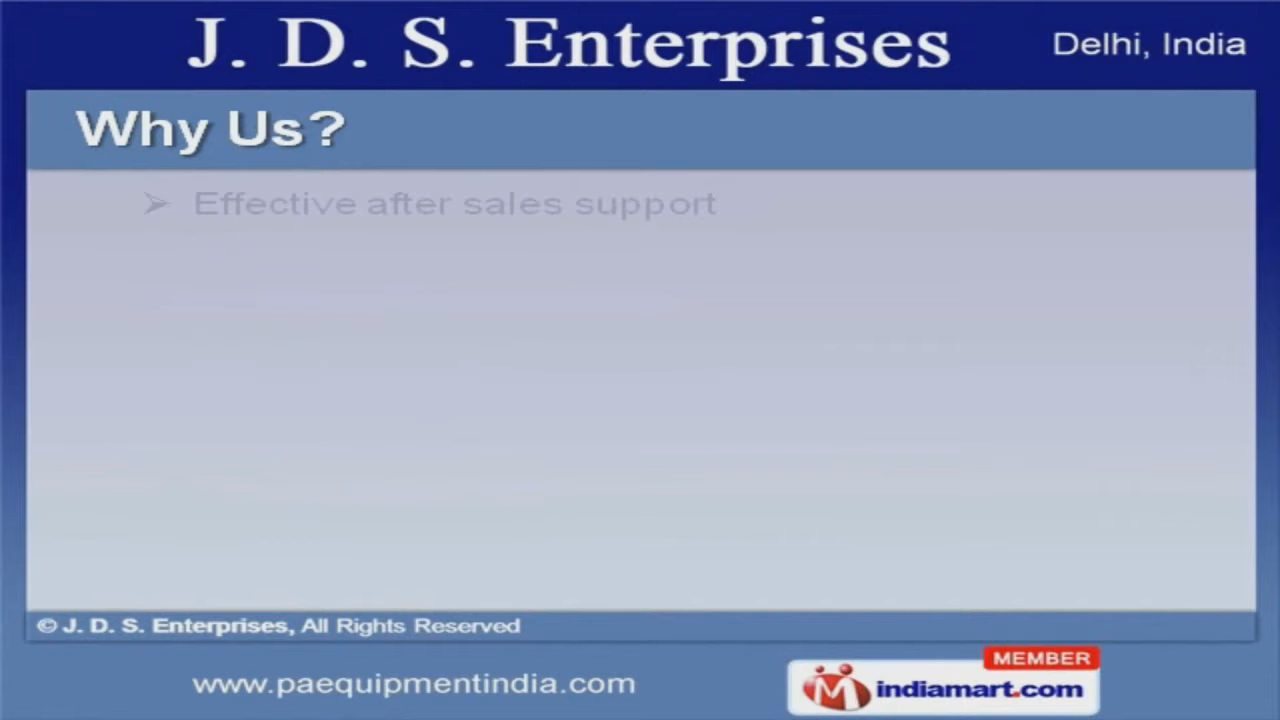 J. D. S. Enterprises
Delhi, India
Why Us?
➢ Effective after sales support
© J. D. S. Enterprises, All Rights Reserved
www.paequipmentindia.com
MEMBER
indiamart.com